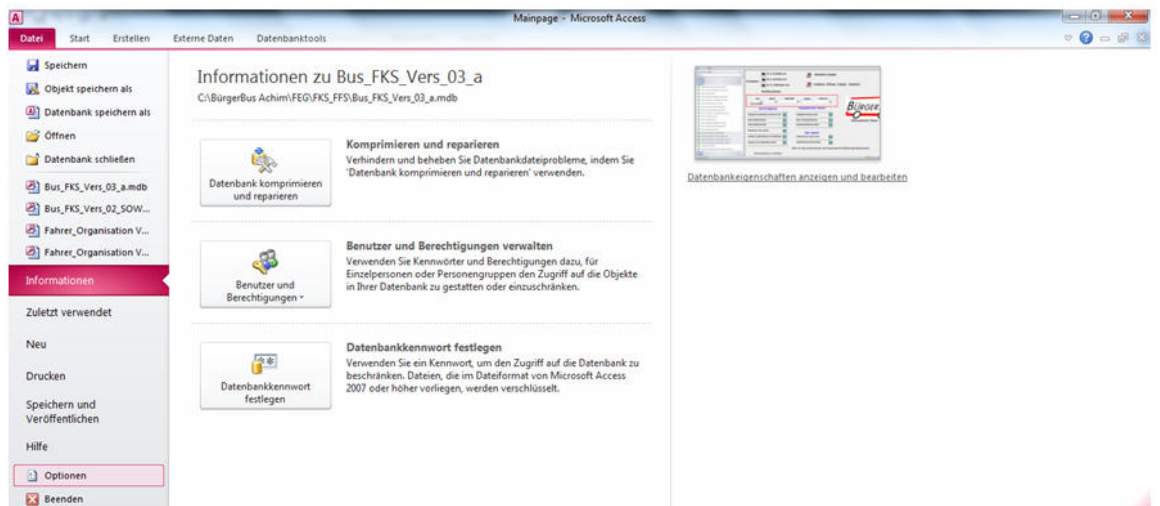 Mainpage - Microsoft Access
Datei Start Erstellen Externe Daten Datenbanktools
Speichern
Objekt speichern als
Datenbank speichern als
Öffnen
Datenbank schließen
Bus_FKS_Vers_03_a.mdb
Bus_FKS_Vers_02_SOW...
Fahrer_Organisation V...
Fahrer_Organisation V...
Informationen
Zuletzt verwendet
Neu
Drucken
Speichern und
Veröffentlichen
Hilfe
Optionen
Beenden
Informationen zu Bus_FKS_Vers_03_a
C:\BürgerBus Achim\FEG\FKS_FFS\Bus_FKS_Vers_03_a.mdb
Datenbank komprimieren
und reparieren
Komprimieren und reparieren
Verhindern und beheben Sie Datenbankdateiprobleme, indem Sie
'Datenbank komprimieren und reparieren' verwenden.
Benutzer und
Berechtigungen
Benutzer und Berechtigungen verwalten
Verwenden Sie Kennwörter und Berechtigungen dazu, für
Einzelpersonen oder Personengruppen den Zugriff auf die Objekte
in Ihrer Datenbank zu gestatten oder einzuschränken.
Datenbankkennwort
festlegen
Datenbankkennwort festlegen
Verwenden Sie ein Kennwort, um den Zugriff auf die Datenbank zu
beschränken. Dateien, die im Dateiformat von Microsoft Access
2007 oder höher vorliegen, werden verschlüsselt.
BÜRGER
Datenbankeigenschaften anzeigen und bearbeiten